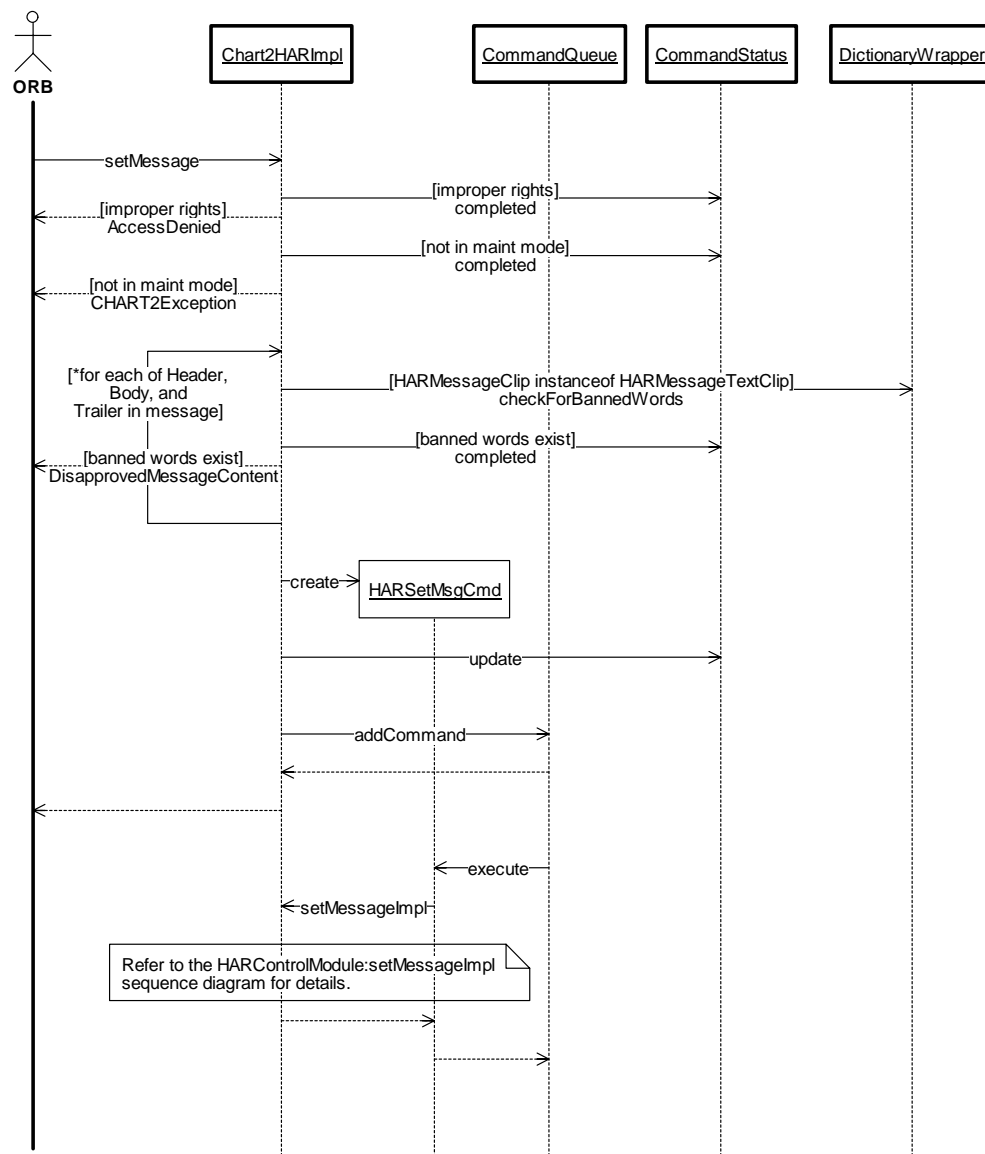 Chart2HARImpl
CommandQueue
CommandStatus
DictionaryWrapper
ORB
setMessage
[improper rights]
completed
[improper rights]
AccessDenied
[not in maint mode]
completed
[not in maint mode]
CHART2Exception
[*for each of Header,
Body, and
Trailer in message]
[HARMessageClip instanceof HARMessageTextClip]
checkForBannedWords
[banned words exist]
completed
[banned words exist]
DisapprovedMessageContent
create
HARSetMsgCmd
update
addCommand
execute
setMessageImpl
Refer to the HARControlModule:setMessageImpl
sequence diagram for details.